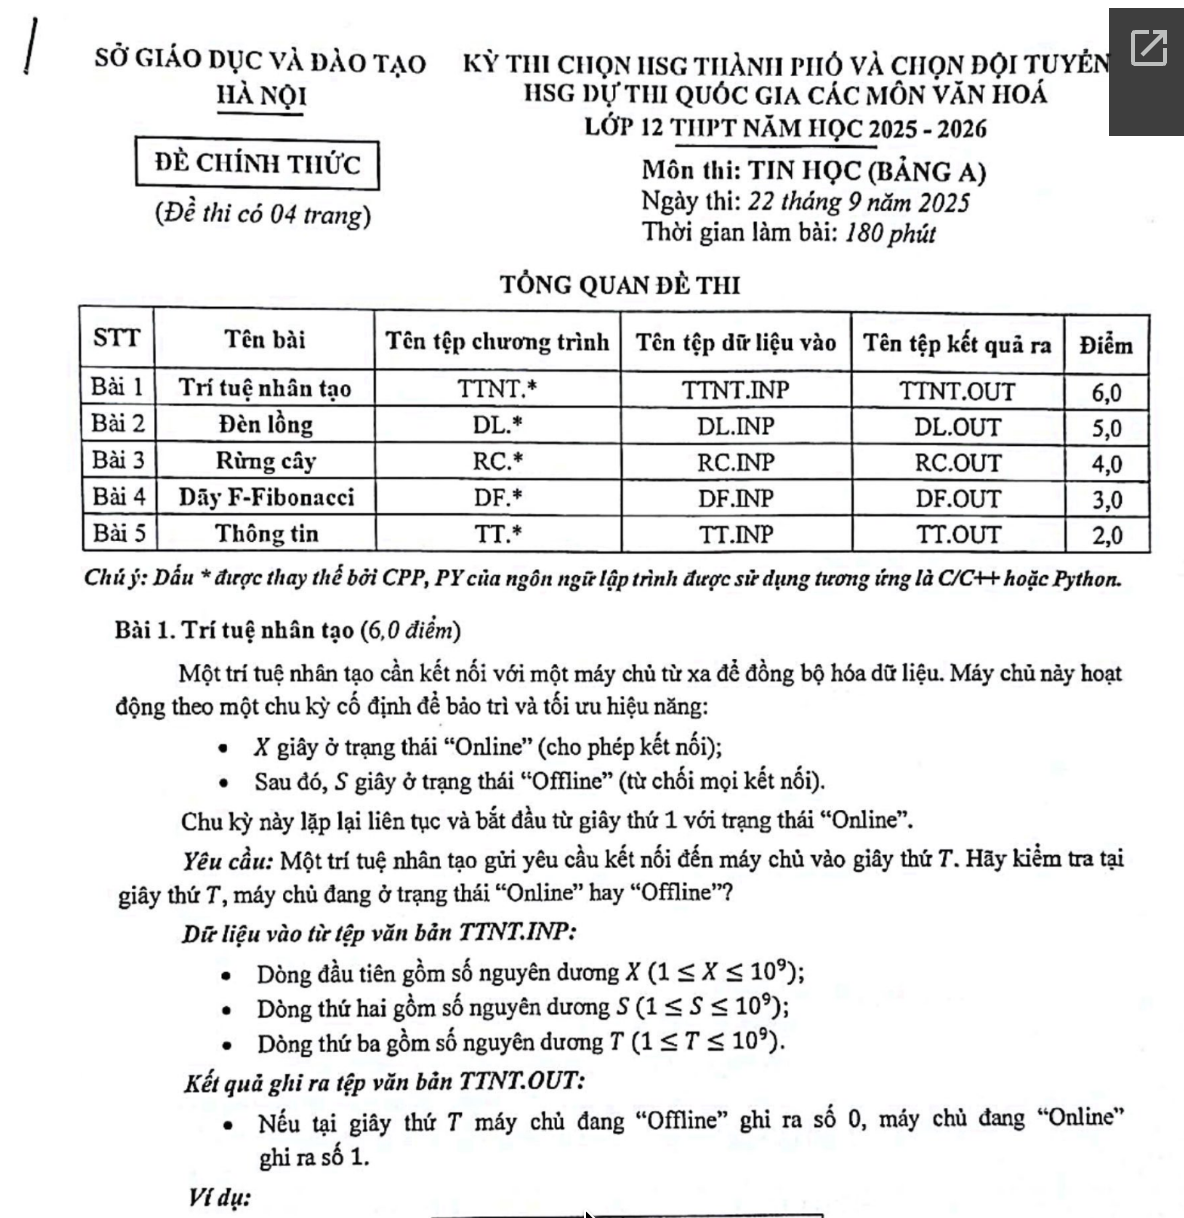 SỞ GIÁO DỤC VÀ ĐÀO TẠO
HÀ NỘI
ĐỀ CHÍNH THỨC
(Đề thi có 04 trang)
KỲ THI CHỌN HSG THÀNH PHỐ VÀ CHỌN ĐỘI TUYỂN
HSG DỰ THI QUỐC GIA CÁC MÔN VĂN HOÁ
LỚP 12 THPT NĂM HỌC 2025 - 2026
Môn thi: TIN HỌC (BẢNG A)
Ngày thi: 22 tháng 9 năm 2025
Thời gian làm bài: 180 phút
TỔNG QUAN ĐỀ THI
STT Tên bài Tên tệp chương trình Tên tệp dữ liệu vào Tên tệp kết quả ra Điểm
Bài 1 Trí tuệ nhân tạo TTNT.* TTNT.INP TTNT.OUT 6,0
Bài 2 Đèn lồng DL.* DL.INP DL.OUT 5,0
Bài 3 Rừng cây RC.* RC.INP RC.OUT 4,0
Bài 4 Dãy F-Fibonacci DF.* DF.INP DF.OUT 3,0
Bài 5 Thông tin TT.* TT.INP TT.OUT 2,0
Chú ý: Dấu * được thay thế bởi CPP, PY của ngôn ngữ lập trình được sử dụng tương ứng là C/C++ hoặc Python.
Bài 1. Trí tuệ nhân tạo (6,0 điểm)
Một trí tuệ nhân tạo cần kết nối với một máy chủ từ xa để đồng bộ hóa dữ liệu. Máy chủ này hoạt
động theo một chu kỳ cố định để bảo trì và tối ưu hiệu năng:
• X giây ở trạng thái “Online” (cho phép kết nối);
• Sau đó, S giây ở trạng thái “Offline” (từ chối mọi kết nối).
Chu kỳ này lặp lại liên tục và bắt đầu từ giây thứ 1 với trạng thái “Online”.
Yêu cầu: Một trí tuệ nhân tạo gửi yêu cầu kết nối đến máy chủ vào giây thứ T. Hãy kiểm tra tại
giây thứ T, máy chủ đang ở trạng thái “Online” hay “Offline”?
Dữ liệu vào từ tệp văn bản TTNT.INP:
• Dòng đầu tiên gồm số nguyên dương X (1 ≤ X ≤ 10⁹);
• Dòng thứ hai gồm số nguyên dương S (1 ≤ S ≤ 10⁹);
• Dòng thứ ba gồm số nguyên dương T (1 ≤ T ≤ 10⁹).
Kết quả ghi ra tệp văn bản TTNT.OUT:
• Nếu tại giây thứ T máy chủ đang “Offline” ghi ra số 0, máy chủ đang “Online”
ghi ra số 1.
Ví dụ: